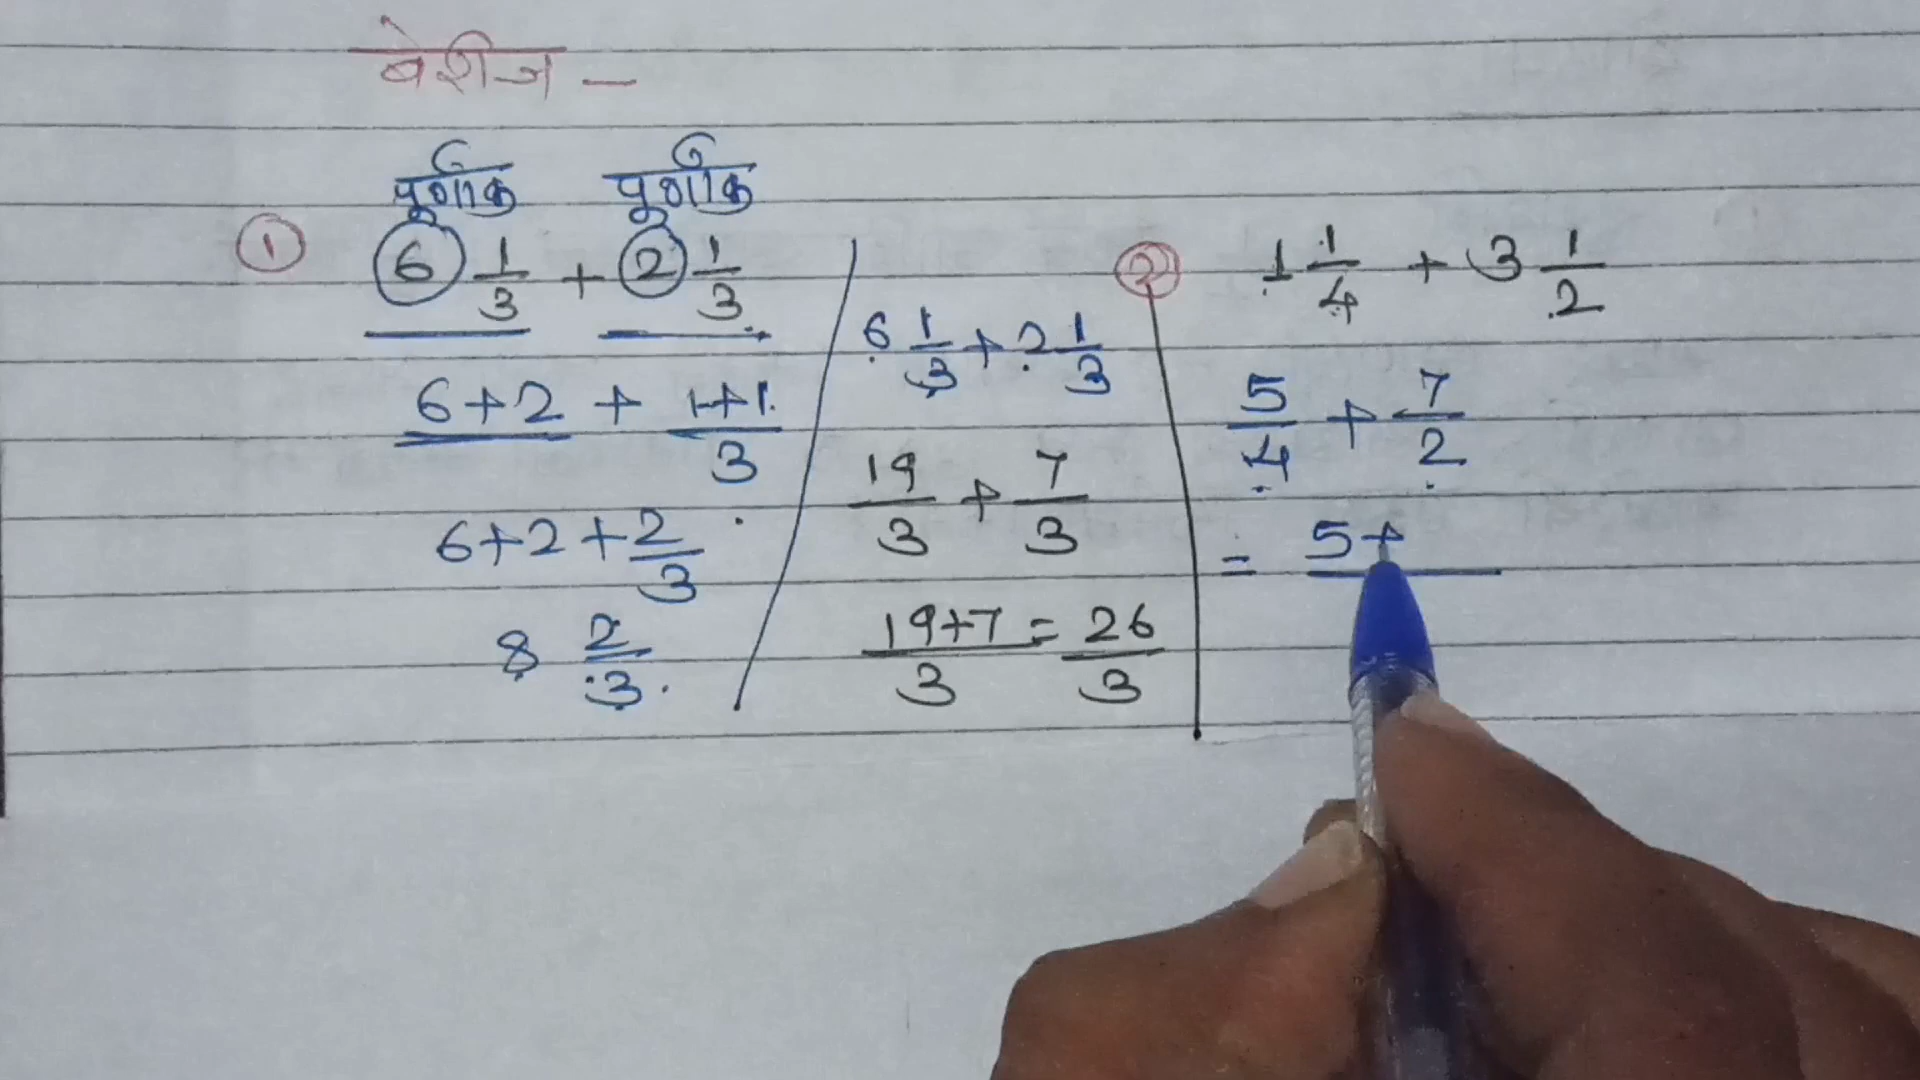 बेरीज -
पूर्णांक पूर्णांक
① 6 1/3 + 2 1/3
6+2 + 1+1/3
6+2+2/3
8 2/3
6 1/3 + 2 1/3
19/3 + 7/3
19+7/3 = 26/3
② 1 1/4 + 3 1/2
5/4 + 7/2
= 5+